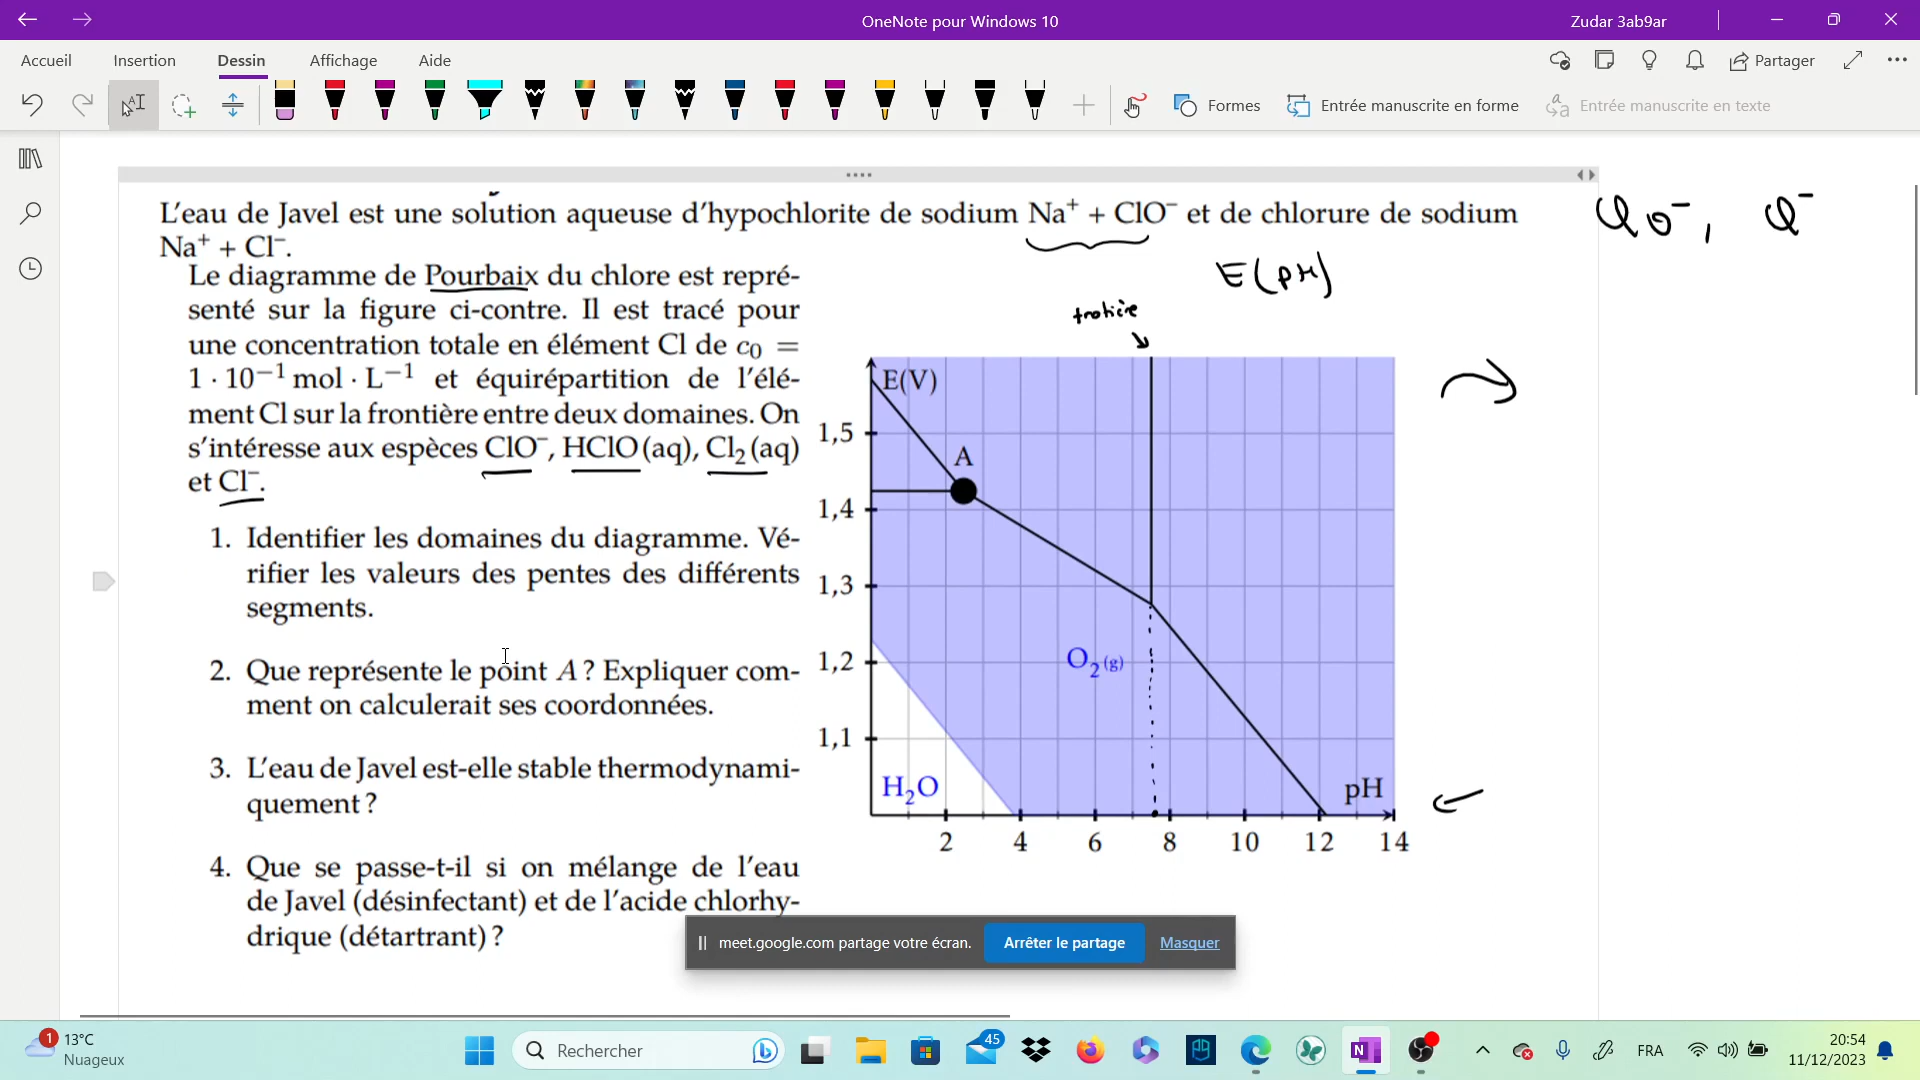 OneNote pour Windows 10
Zudar 3ab9ar
Accueil Insertion Dessin Affichage Aide
Partager
Formes Entrée manuscrite en forme Entrée manuscrite en texte
L'eau de Javel est une solution aqueuse d'hypochlorite de sodium Na⁺ + ClO⁻ et de chlorure de sodium
Na⁺ + Cl⁻.
ClO⁻, Cl⁻
Le diagramme de Pourbaix du chlore est repré-
senté sur la figure ci-contre. Il est tracé pour
une concentration totale en élément Cl de c₀ =
1 · 10⁻¹ mol · L⁻¹ et équirépartition de l'élé-
ment Cl sur la frontière entre deux domaines. On
s'intéresse aux espèces ClO⁻, HClO (aq), Cl₂ (aq)
et Cl⁻.
1. Identifier les domaines du diagramme. Vé-
rifier les valeurs des pentes des différents
segments.
2. Que représente le point A ? Expliquer com-
ment on calculerait ses coordonnées.
3. L'eau de Javel est-elle stable thermodynami-
quement ?
4. Que se passe-t-il si on mélange de l'eau
de Javel (désinfectant) et de l'acide chlorhy-
drique (détartrant) ?
E(pH)
E(V)
1,5
A
1,4
1,3
1,2
O₂ (g)
1,1
H₂O
pH
2 4 6 8 10 12 14
meet.google.com partage votre écran. Arrêter le partage Masquer
1
13°C
Nuageux
Rechercher
45
FRA
20:54
11/12/2023